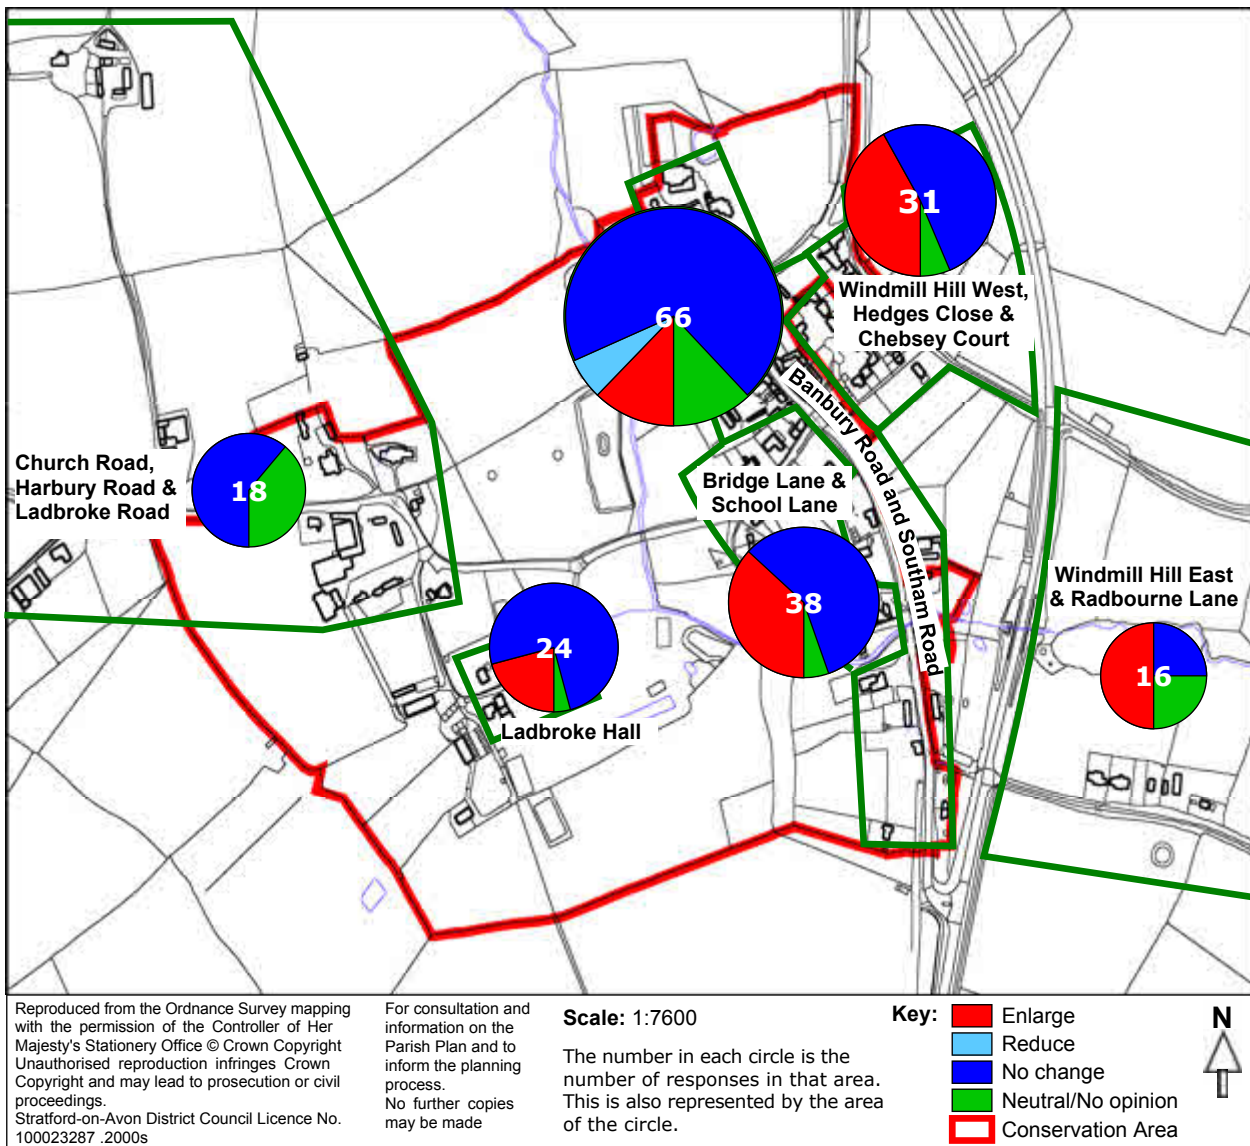 31
Windmill Hill West,
Hedges Close &
Chebsey Court
66
Banbury Road and Southam Road
Church Road,
Harbury Road &
Ladbroke Road
18
Bridge Lane &
School Lane
38
Windmill Hill East
& Radbourne Lane
16
24
Ladbroke Hall
Reproduced from the Ordnance Survey mapping
with the permission of the Controller of Her
Majesty's Stationery Office © Crown Copyright
Unauthorised reproduction infringes Crown
Copyright and may lead to prosecution or civil
proceedings.
Stratford-on-Avon District Council Licence No.
100023287 .2000s
For consultation and
information on the
Parish Plan and to
inform the planning
process.
No further copies
may be made
Scale: 1:7600
The number in each circle is the
number of responses in that area.
This is also represented by the area
of the circle.
Key:
Enlarge
Reduce
No change
Neutral/No opinion
Conservation Area
N